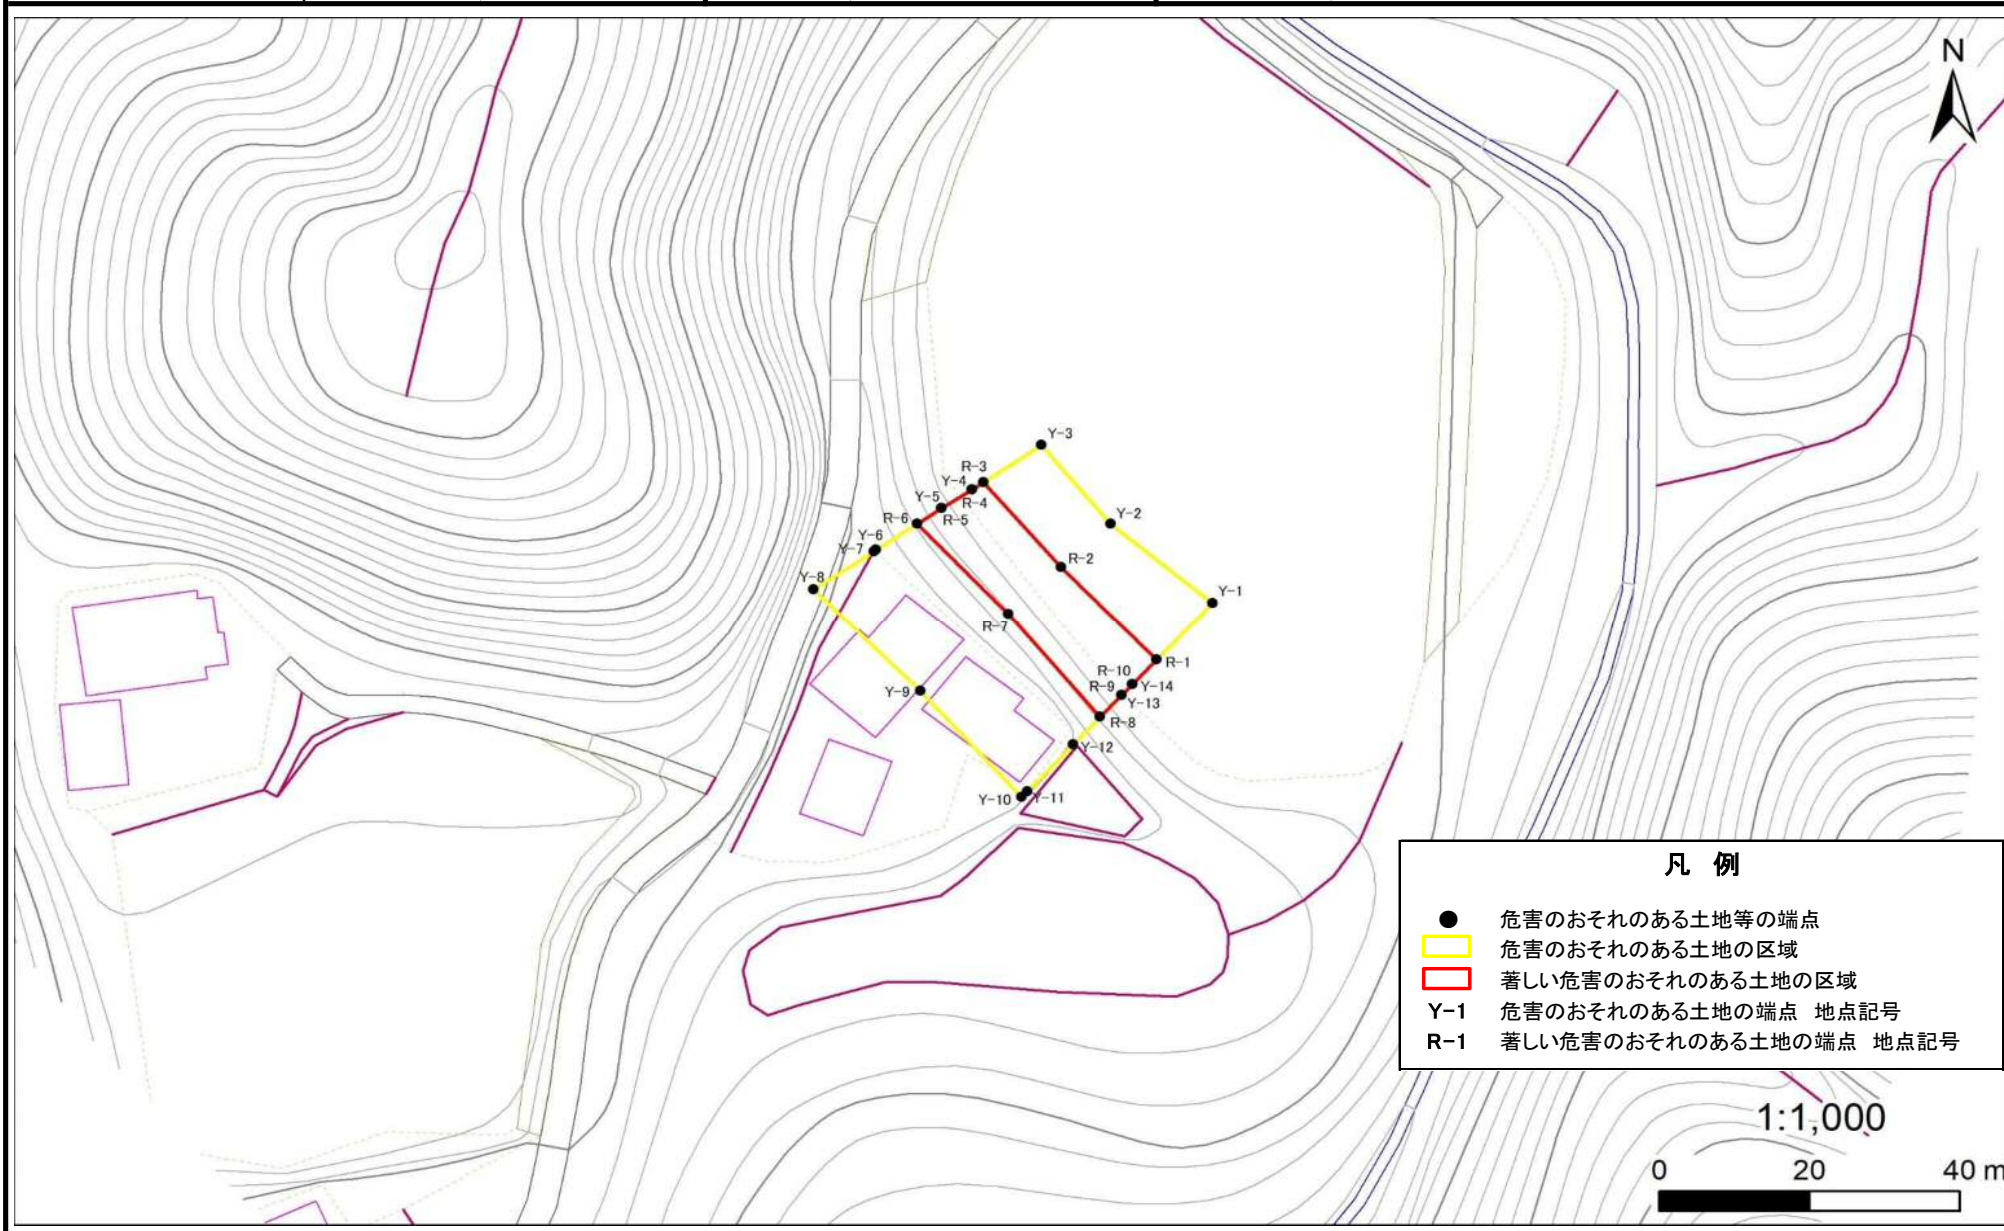 N
Y-3
R-3
Y-4
R-4
Y-5
R-5
R-6
Y-2
Y-6
Y-7
R-2
Y-8
Y-1
R-7
R-1
R-10
Y-14
R-9
Y-13
Y-9
R-8
Y-12
Y-10
Y-11
凡 例
危害のおそれのある土地等の端点
危害のおそれのある土地の区域
著しい危害のおそれのある土地の区域
Y-1 危害のおそれのある土地の端点 地点記号
R-1 著しい危害のおそれのある土地の端点 地点記号
1:1,000
0 20 40 m